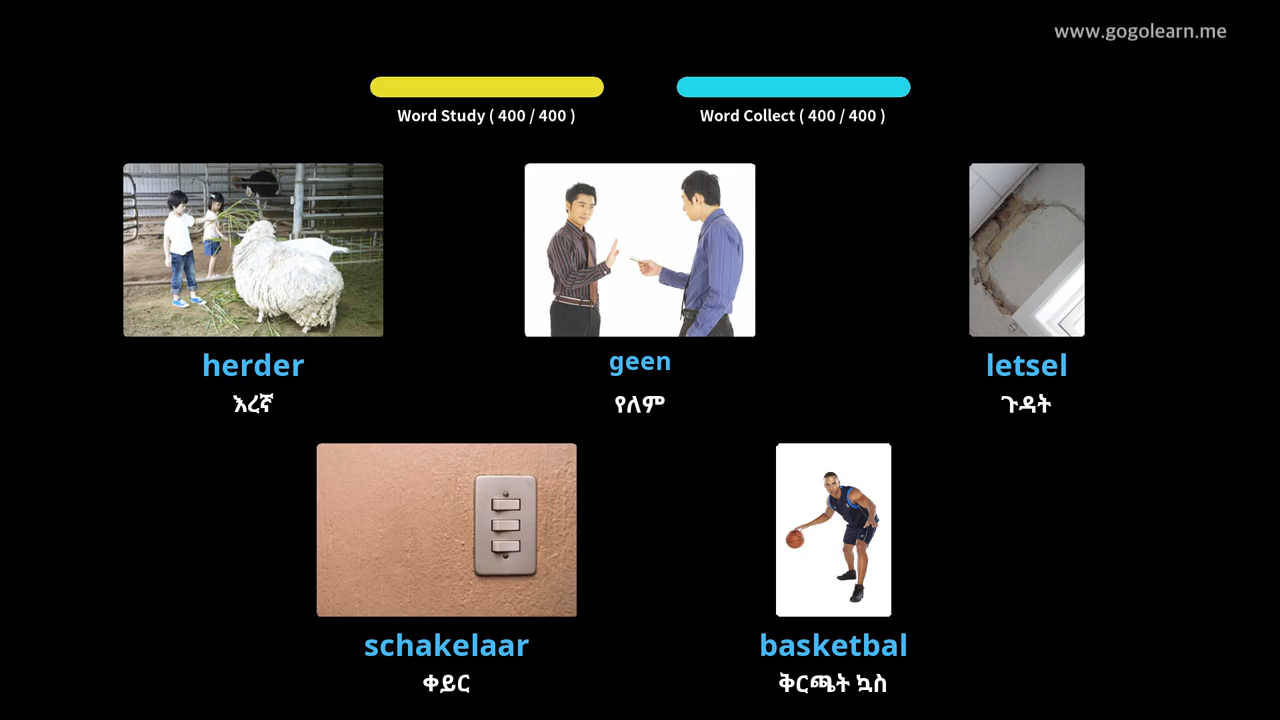 www.gogolearn.me
Word Study ( 400 / 400 )
Word Collect ( 400 / 400 )
herder
geen
letsel
እረኛ
የለም
ጉዳት
schakelaar
basketbal
ቀይር
ቅርጫት ኳስ